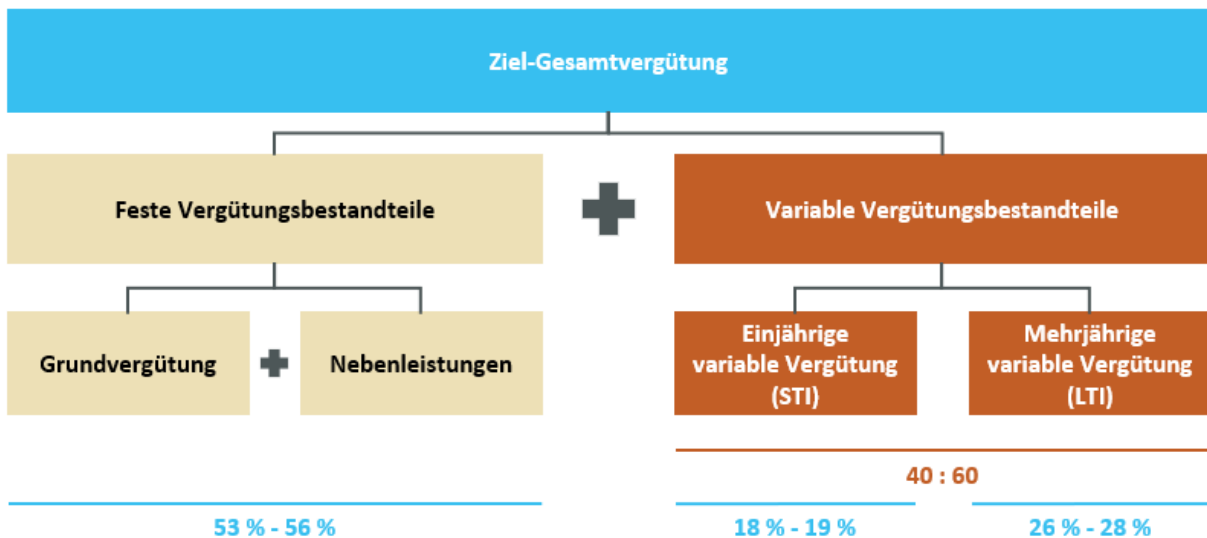 Ziel-Gesamtvergütung
Feste Vergütungsbestandteile
Variable Vergütungsbestandteile
Grundvergütung
Nebenleistungen
Einjährige
variable Vergütung
(STI)
Mehrjährige
variable Vergütung
(LTI)
40 : 60
53 % - 56 %
18 % - 19 %
26 % - 28 %